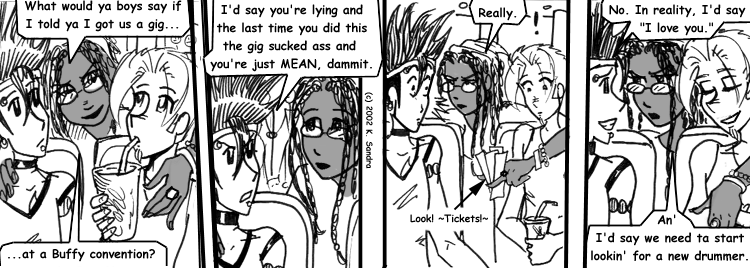 What would ya boys say if
I told ya I got us a gig...
...at a Buffy convention?
I'd say you're lying and
the last time you did this
the gig sucked ass and
you're just MEAN, dammit.
(c) 2002 K. Sandra
Really.
!
Look! ~Tickets!~
No. In reality, I'd say
"I love you."
An'
I'd say we need ta start
lookin' for a new drummer.